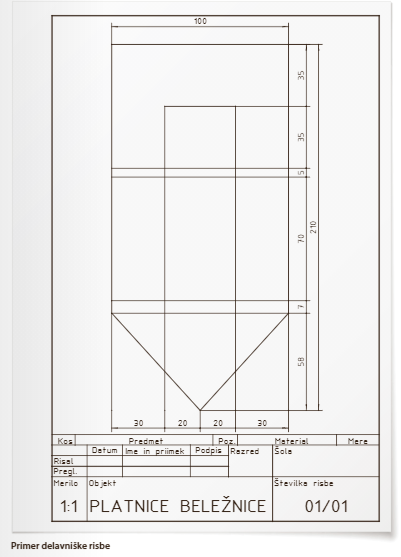 100
35
35
5
70
210
7
58
30 20 20 30
Kos Predmet Poz. Material Mere
Datum Ime in priimek Podpis Razred Šola
Risal
Pregl.
Merilo Objekt Številka risbe
1:1 PLATNICE BELEŽNICE 01/01
Primer delavniške risbe